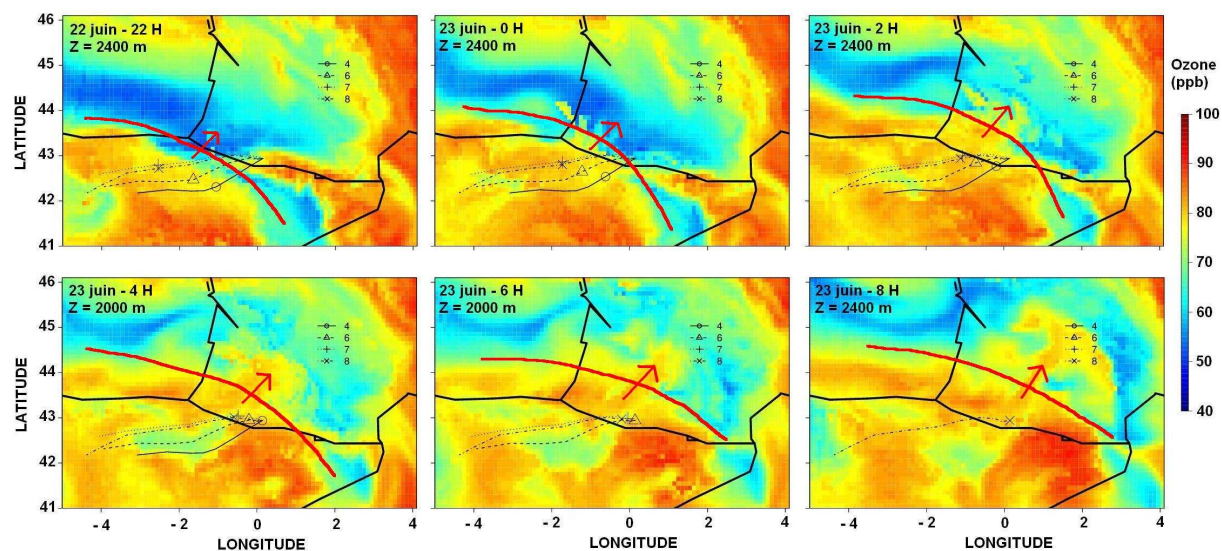 22 juin - 22 H
Z = 2400 m
4
6
7
8
23 juin - 0 H
Z = 2400 m
4
6
7
8
23 juin - 2 H
Z = 2400 m
4
6
7
8
Ozone
(ppb)
100
90
80
70
60
50
40
LATITUDE
46
45
44
43
42
41
23 juin - 4 H
Z = 2000 m
4
6
7
8
23 juin - 6 H
Z = 2000 m
4
6
7
8
23 juin - 8 H
Z = 2400 m
4
6
7
8
LATITUDE
46
45
44
43
42
41
- 4 - 2 0 2 4
- 4 - 2 0 2 4
- 4 - 2 0 2 4
LONGITUDE
LONGITUDE
LONGITUDE